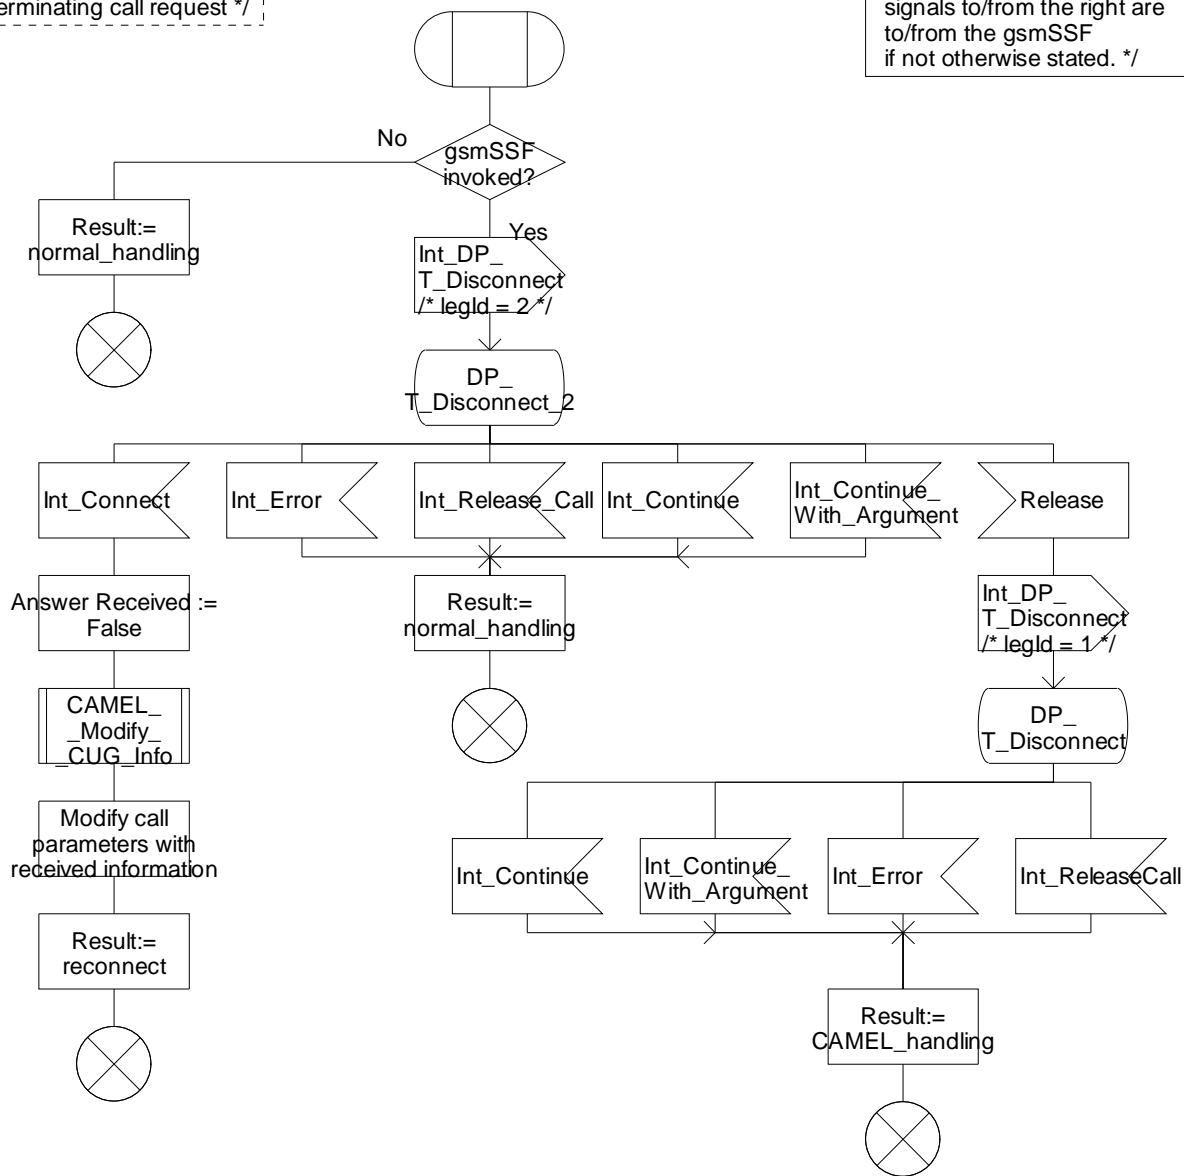 erminating call request */
signals to/from the right are
to/from the gsmSSF
if not otherwise stated. */
No
gsmSSF
invoked?
Yes
Result:=
normal_handling
Int_DP_
T_Disconnect
/* legId = 2 */
DP_
T_Disconnect_2
Int_Connect
Int_Error
Int_Release_Call
Int_Continue
Int_Continue_
With_Argument
Release
Answer Received :=
False
Result:=
normal_handling
Int_DP_
T_Disconnect
/* legId = 1 */
CAMEL_
_Modify_
_CUG_Info
DP_
T_Disconnect
Modify call
parameters with
received information
Int_Continue
Int_Continue_
With_Argument
Int_Error
Int_ReleaseCall
Result:=
reconnect
Result:=
CAMEL_handling